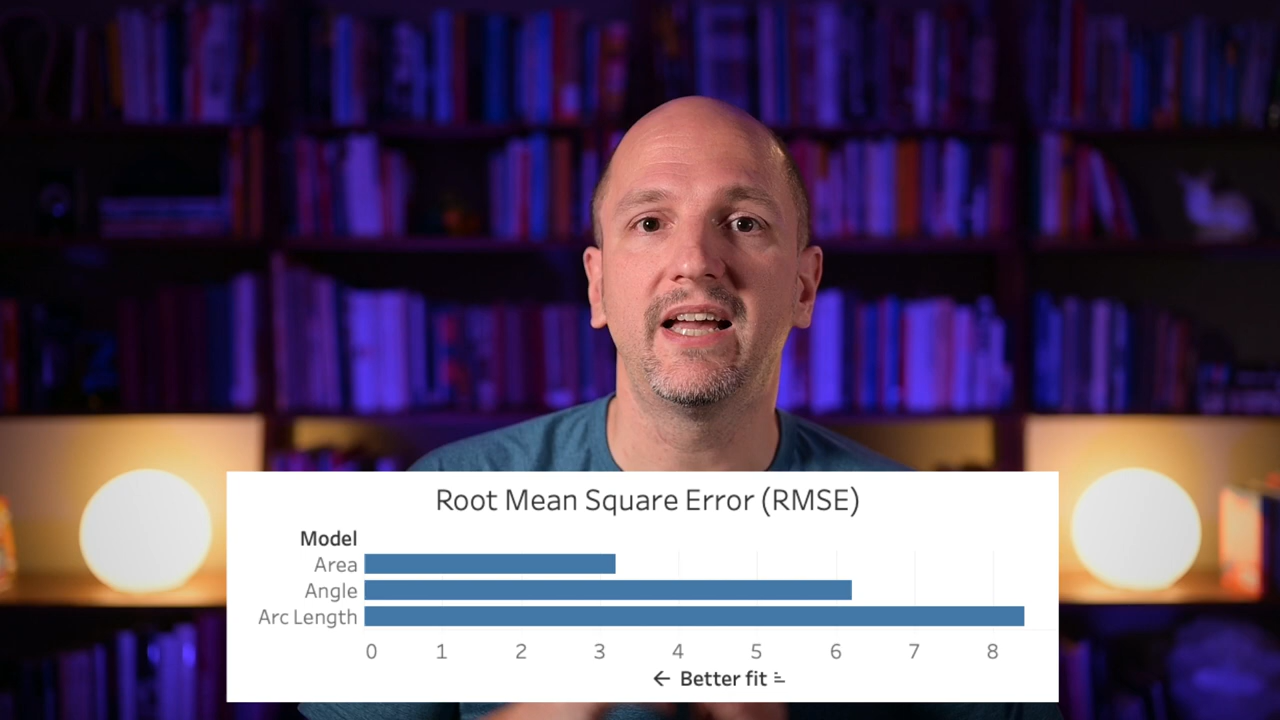 Root Mean Square Error (RMSE)
Model
Area
Angle
Arc Length
0 1 2 3 4 5 6 7 8
← Better fit